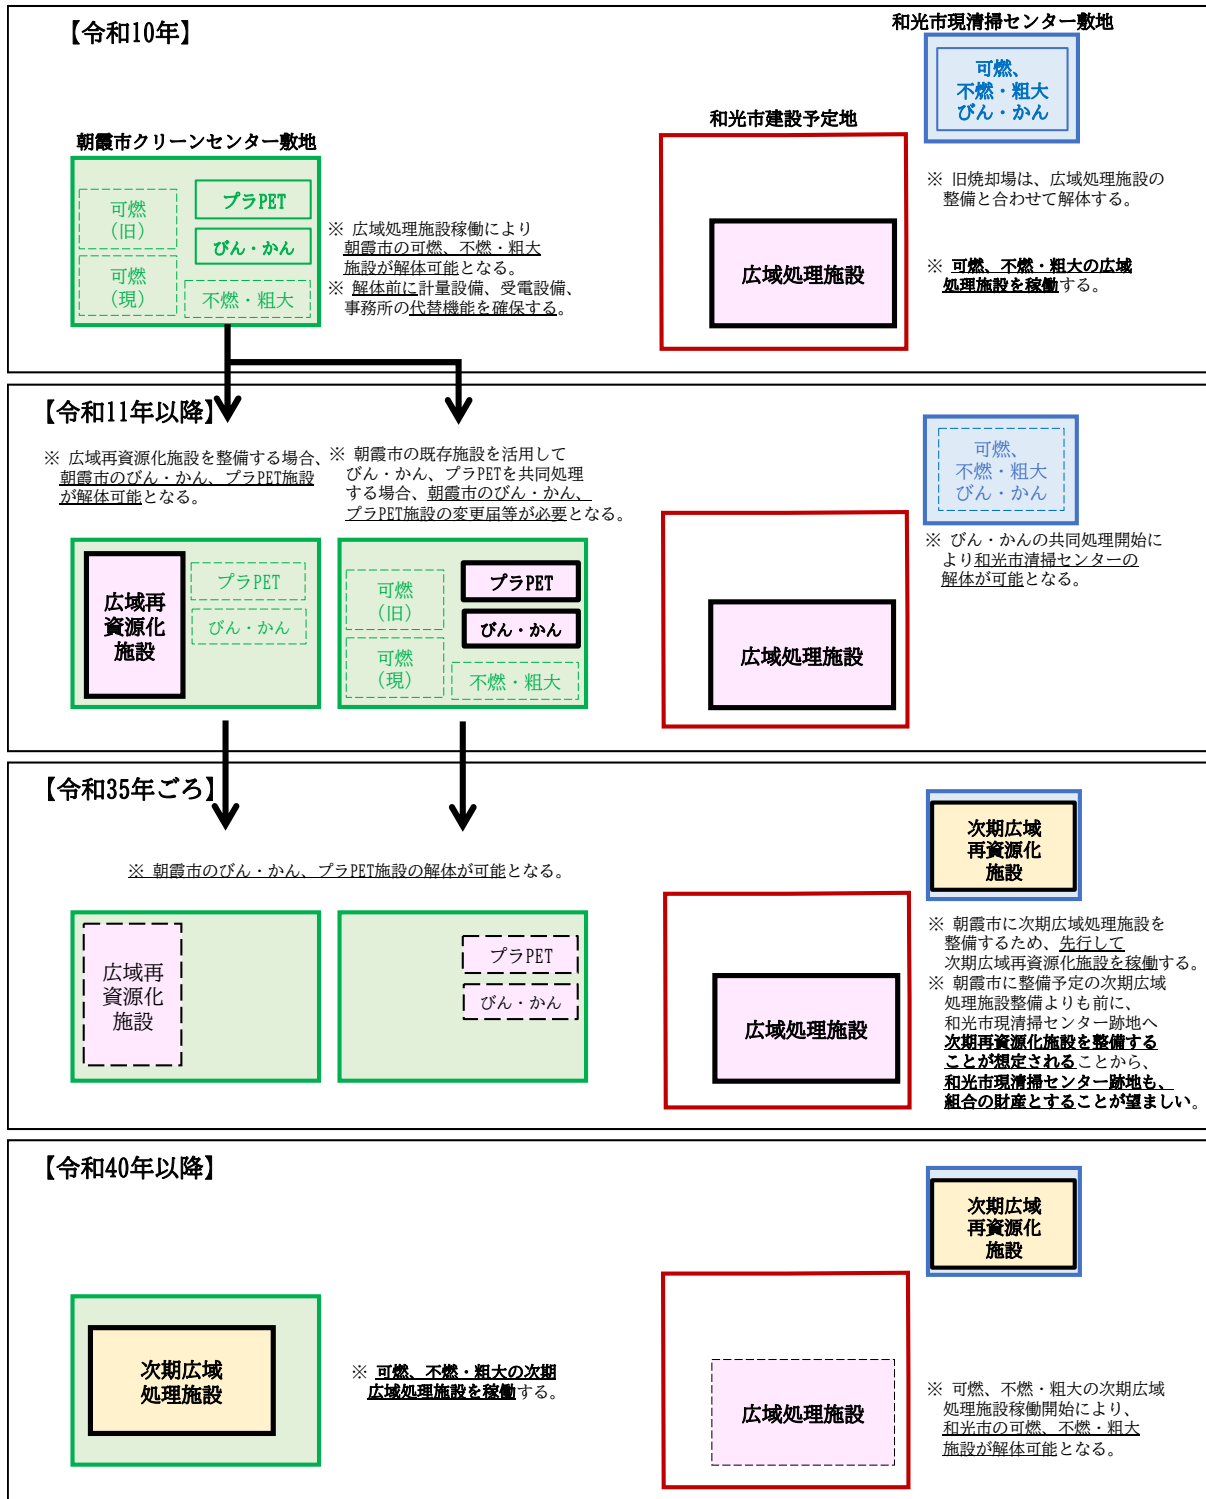 【令和10年】
和光市現清掃センター敷地
可燃、
不燃・粗大
びん・かん
朝霞市クリーンセンター敷地
可燃
（旧）
プラPET
びん・かん
可燃
（現）
不燃・粗大
※ 広域処理施設稼働により
朝霞市の可燃、不燃・粗大
施設が解体可能となる。
※ 解体前に計量設備、受電設備、
事務所の代替機能を確保する。
和光市建設予定地
広域処理施設
※ 旧焼却場は、広域処理施設の
整備と合わせて解体する。
※ 可燃、不燃・粗大の広域
処理施設を稼働する。
【令和11年以降】
※ 広域再資源化施設を整備する場合、
朝霞市のびん・かん、プラPET施設
が解体可能となる。
※ 朝霞市の既存施設を活用して
びん・かん、プラPETを共同処理
する場合、朝霞市のびん・かん、
プラPET施設の変更届等が必要となる。
広域再
資源化
施設
プラPET
びん・かん
可燃
（旧）
プラPET
びん・かん
可燃
（現）
不燃・粗大
広域処理施設
可燃、
不燃・粗大
びん・かん
※ びん・かんの共同処理開始に
より和光市清掃センターの
解体が可能となる。
【令和35年ごろ】
※ 朝霞市のびん・かん、プラPET施設の解体が可能となる。
広域再
資源化
施設
プラPET
びん・かん
広域処理施設
次期広域
再資源化
施設
※ 朝霞市に次期広域処理施設を
整備するため、先行して
次期広域再資源化施設を稼働する。
※ 朝霞市に整備予定の次期広域
処理施設整備よりも前に、
和光市現清掃センター跡地へ
次期再資源化施設を整備する
ことが想定されることから、
和光市現清掃センター跡地も、
組合の財産とすることが望ましい。
【令和40年以降】
次期広域
処理施設
※ 可燃、不燃・粗大の次期
広域処理施設を稼働する。
広域処理施設
次期広域
再資源化
施設
※ 可燃、不燃・粗大の次期広域
処理施設稼働開始により、
和光市の可燃、不燃・粗大
施設が解体可能となる。